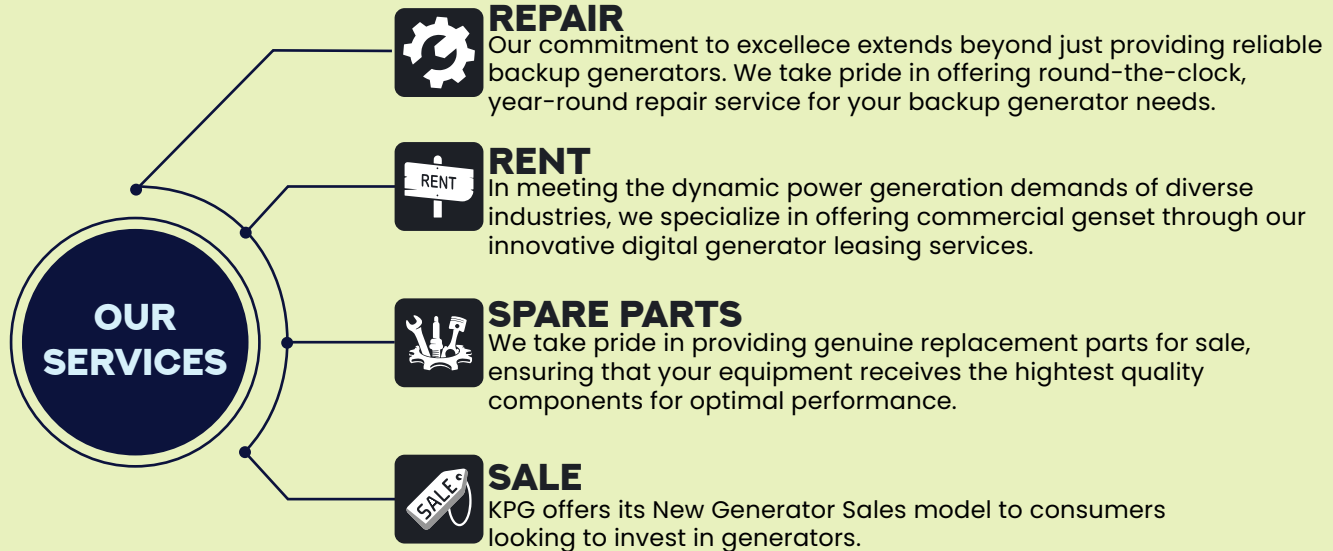 REPAIR
Our commitment to excellece extends beyond just providing reliable
backup generators. We take pride in offering round-the-clock,
year-round repair service for your backup generator needs.
RENT
RENT
In meeting the dynamic power generation demands of diverse
industries, we specialize in offering commercial genset through our
innovative digital generator leasing services.
OUR
SERVICES
SPARE PARTS
We take pride in providing genuine replacement parts for sale,
ensuring that your equipment receives the hightest quality
components for optimal performance.
SALE
SALE
KPG offers its New Generator Sales model to consumers
looking to invest in generators.